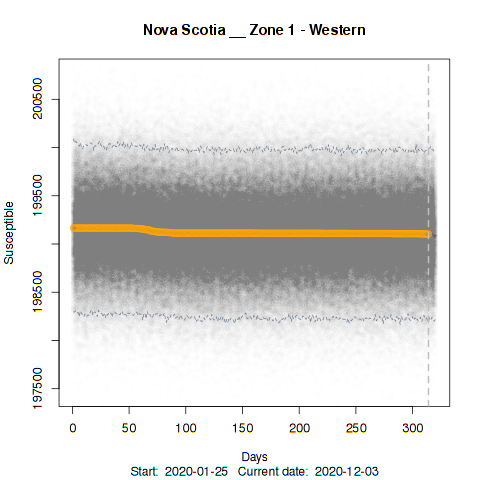 Nova Scotia __ Zone 1 - Western
200500
199500
198500
197500
Susceptible
0 50 100 150 200 250 300
Days
Start: 2020-01-25 Current date: 2020-12-03